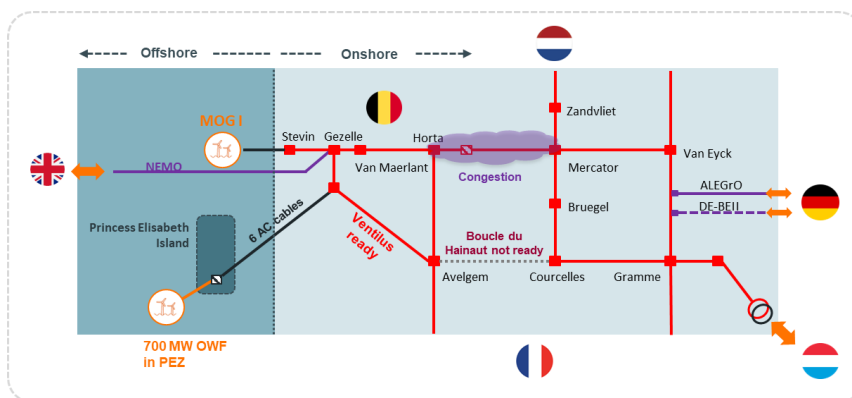 Offshore
Onshore
MOG I
Stevin
Gezelle
Horta
Zandvliet
NEMO
Van Maerlant
Congestion
Mercator
Van Eyck
ALEGrO
DE-BE II
Princess Elisabeth
Island
6 AC-cables
Ventilus
ready
Bruegel
Boucle du
Hainaut not ready
Avelgem
Courcelles
Gramme
700 MW OWF
in PEZ